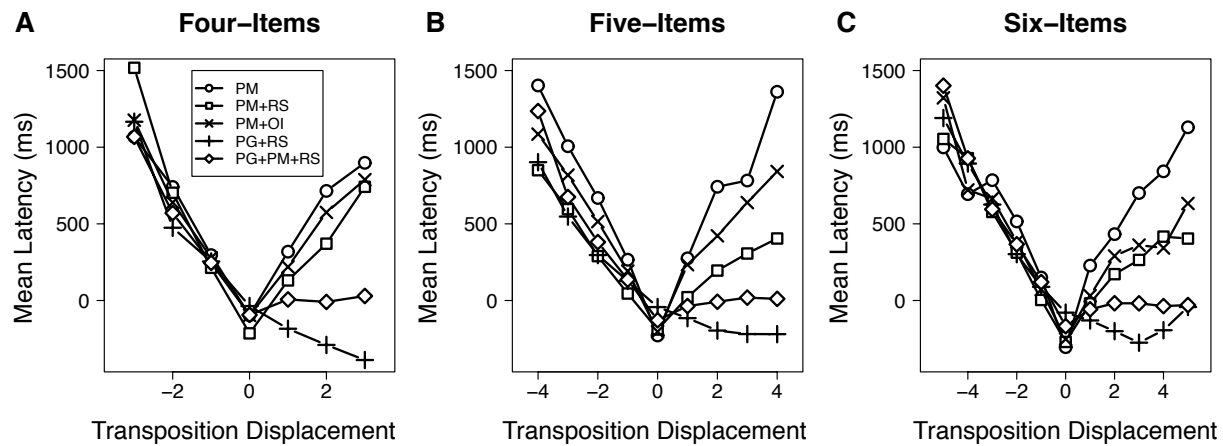 A
Four−Items
B
Five−Items
C
Six−Items
Mean Latency (ms)
1500
1000
500
0
PM
PM+RS
PM+OI
PG+RS
PG+PM+RS
−2
0
2
Transposition Displacement
Mean Latency (ms)
1500
1000
500
0
−4
−2
0
2
4
Transposition Displacement
Mean Latency (ms)
1500
1000
500
0
−4
−2
0
2
4
Transposition Displacement